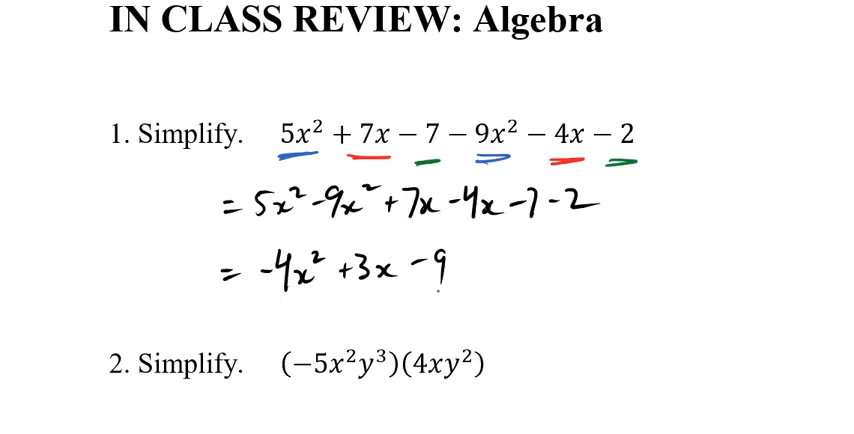 IN CLASS REVIEW: Algebra
1. Simplify. 5x² + 7x − 7 − 9x² − 4x − 2
= 5x² -9x² +7x -4x -7 -2
= -4x² +3x -9
2. Simplify. (−5x²y³)(4xy²)